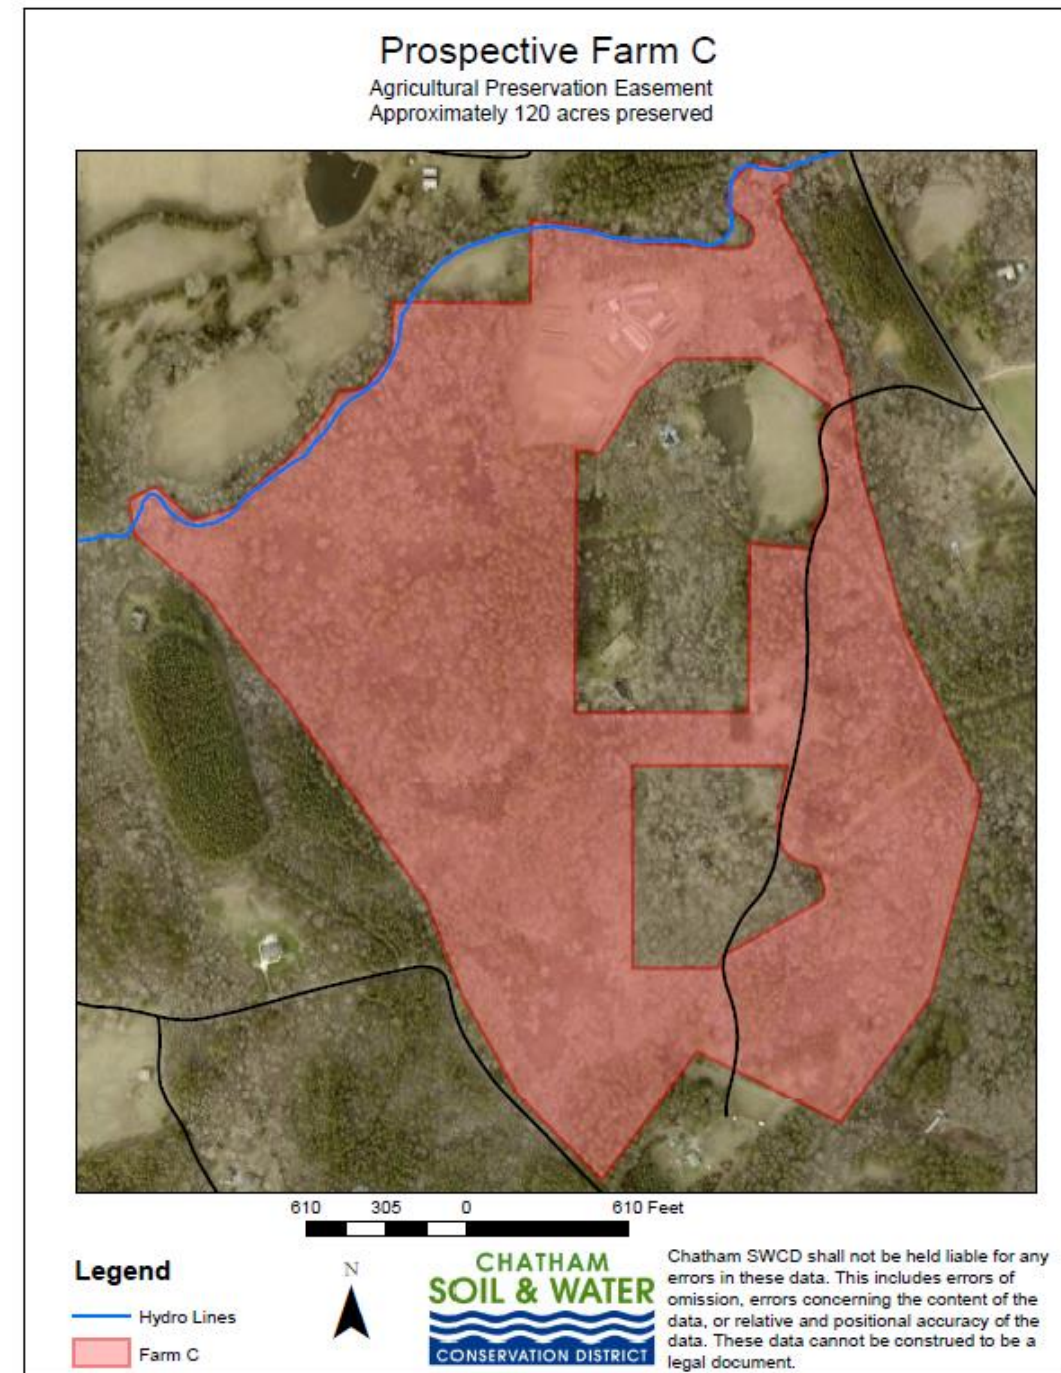 Prospective Farm C
Agricultural Preservation Easement
Approximately 120 acres preserved
610 305 0 610 Feet
Legend
Hydro Lines
Farm C
N
CHATHAM
SOIL & WATER
CONSERVATION DISTRICT
Chatham SWCD shall not be held liable for any
errors in these data. This includes errors of
omission, errors concerning the content of the
data, or relative and positional accuracy of the
data. These data cannot be construed to be a
legal document.